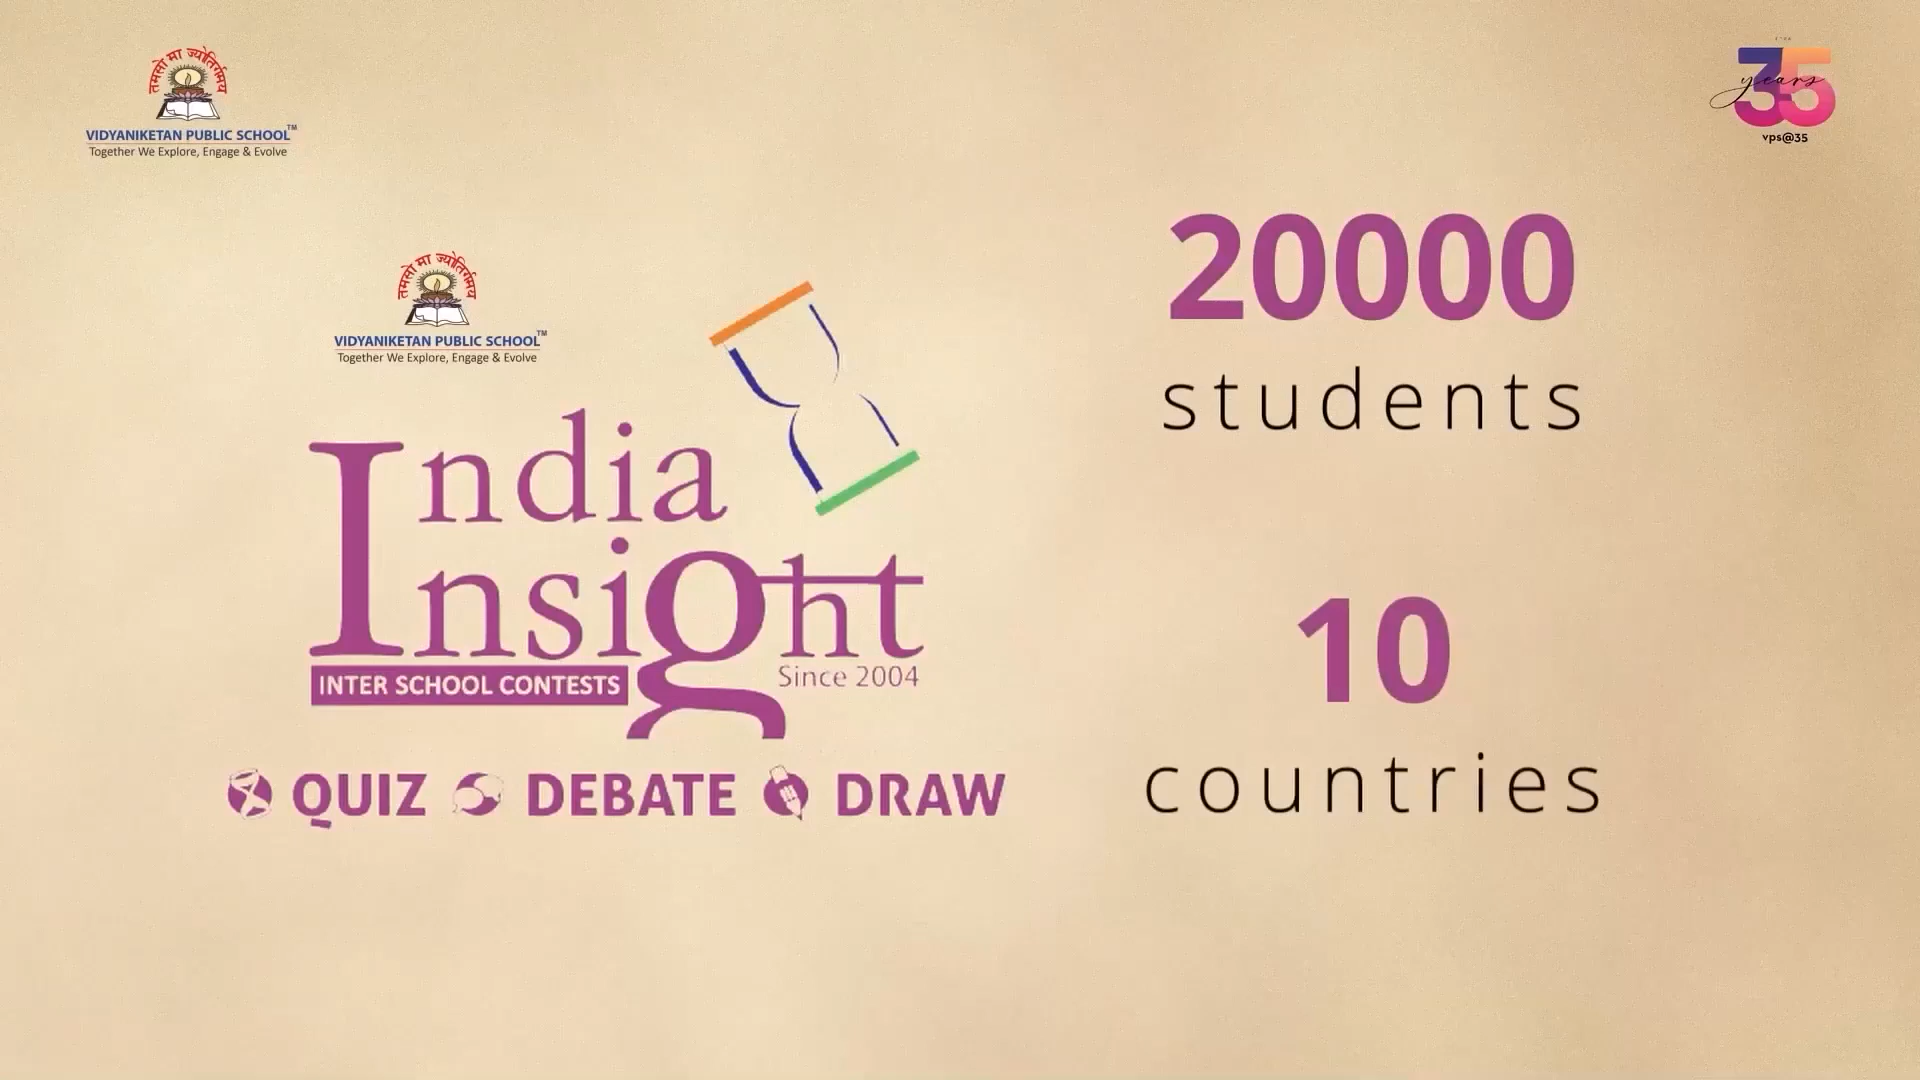 तमसो मा ज्योतिर्गमय
VIDYANIKETAN PUBLIC SCHOOL™
Together We Explore, Engage & Evolve
35
years
vps@35
तमसो मा ज्योतिर्गमय
VIDYANIKETAN PUBLIC SCHOOL™
Together We Explore, Engage & Evolve
India
Insight
INTER SCHOOL CONTESTS
Since 2004
QUIZ DEBATE DRAW
20000
students
10
countries